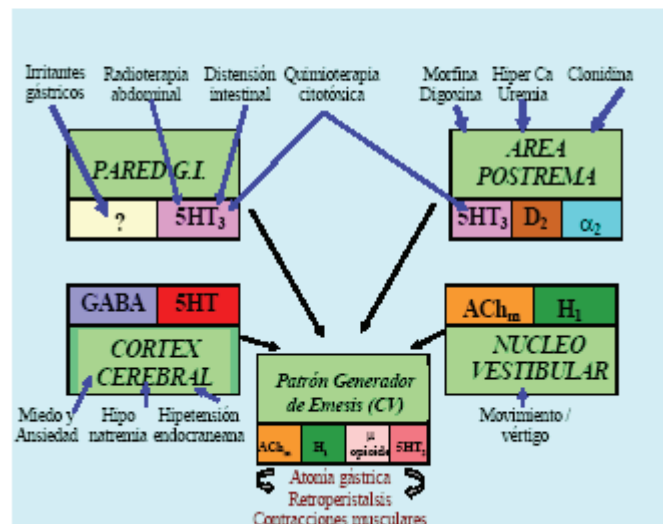 Irritantes gástricos
Radioterapia abdominal
Distensión intestinal
Quimioterapia citotóxica
Morfina Digoxina
Hiper Ca Uremia
Clonidina
PARED G.I.
?
5HT3
AREA POSTREMA
5HT3
D2
α2
GABA
5HT
CORTEX CEREBRAL
Miedo y Ansiedad
Hipo natremia
Hipetensión endocraneana
AChm
H1
NUCLEO VESTIBULAR
Movimiento / vértigo
Patrón Generador de Emesis (CV)
AChm
H1
μ opioide
5HT2
Atonía gástrica
Retroperistalsis
Contracciones musculares